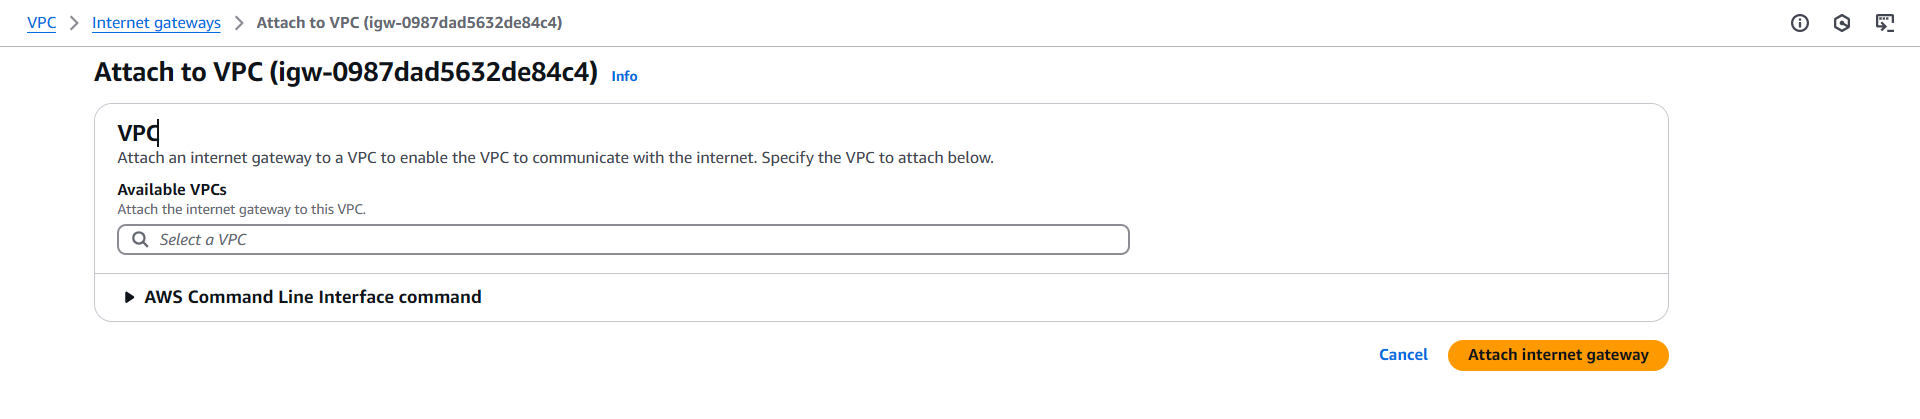 VPC > Internet gateways > Attach to VPC (igw-0987dad5632de84c4)
Attach to VPC (igw-0987dad5632de84c4) Info
VPC
Attach an internet gateway to a VPC to enable the VPC to communicate with the internet. Specify the VPC to attach below.
Available VPCs
Attach the internet gateway to this VPC.
Select a VPC
AWS Command Line Interface command
Cancel Attach internet gateway